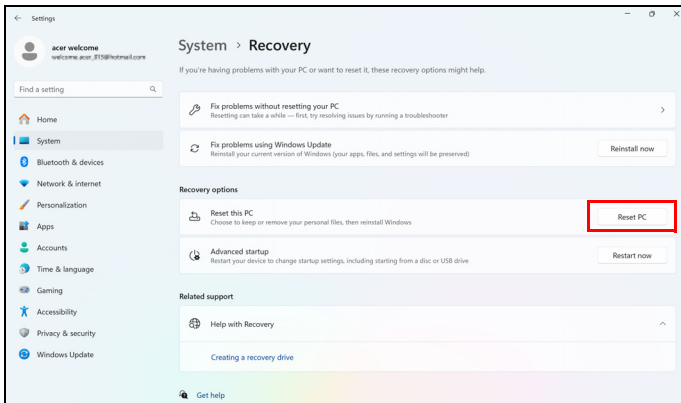 Settings
acer welcome
welcome.acer_815@hotmail.com
Find a setting
Home
System
Bluetooth & devices
Network & internet
Personalization
Apps
Accounts
Time & language
Gaming
Accessibility
Privacy & security
Windows Update
System > Recovery
If you're having problems with your PC or want to reset it, these recovery options might help.
Fix problems without resetting your PC
Resetting can take a while — first, try resolving issues by running a troubleshooter
Fix problems using Windows Update
Reinstall your current version of Windows (your apps, files, and settings will be preserved)
Reinstall now
Recovery options
Reset this PC
Choose to keep or remove your personal files, then reinstall Windows
Reset PC
Advanced startup
Restart your device to change startup settings, including starting from a disc or USB drive
Restart now
Related support
Help with Recovery
Creating a recovery drive
Get help